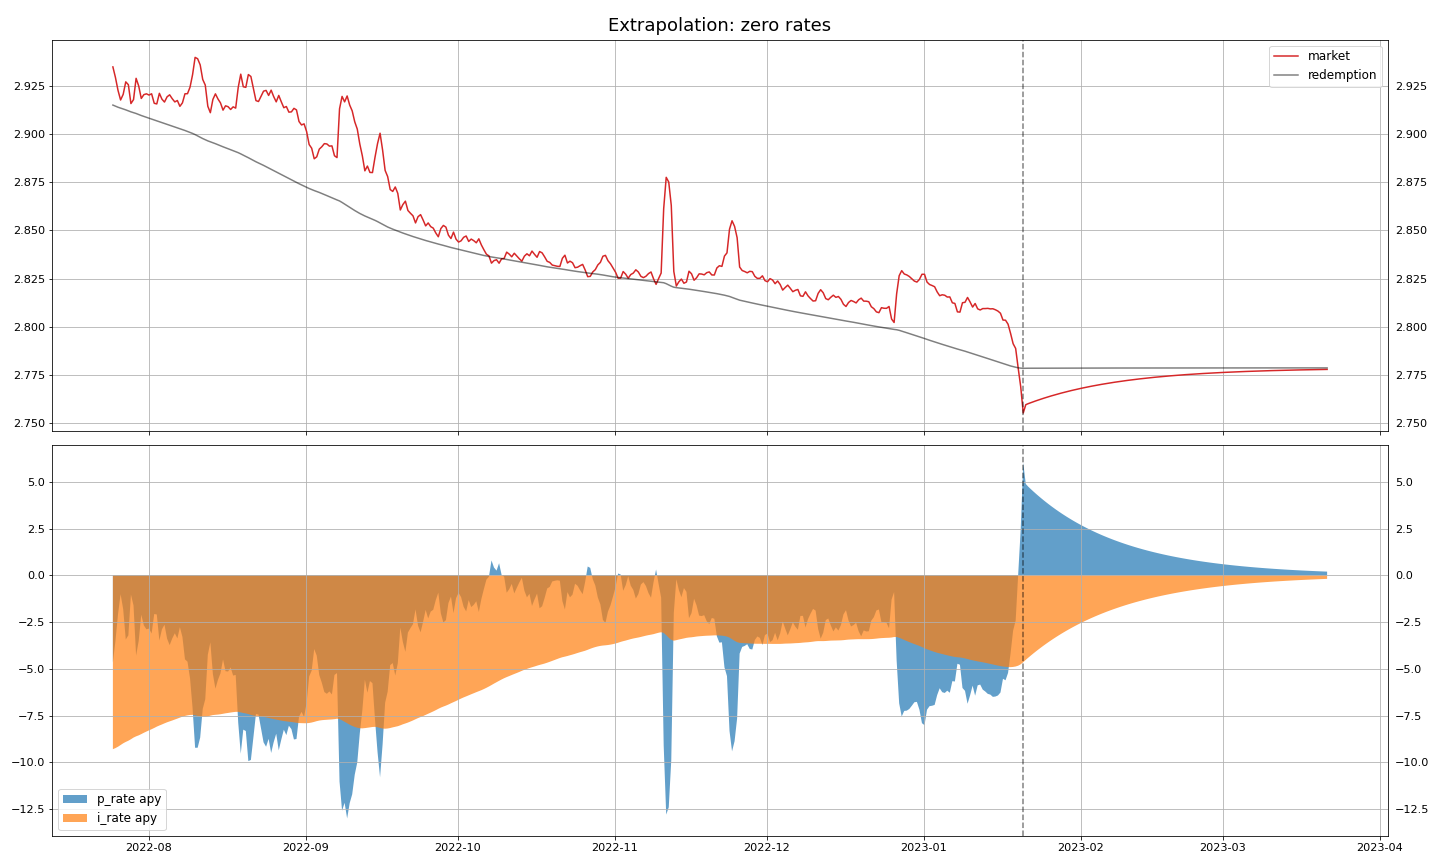 Extrapolation: zero rates
market
redemption
2.925 2.925
2.900 2.900
2.875 2.875
2.850 2.850
2.825 2.825
2.800 2.800
2.775 2.775
2.750 2.750
5.0 5.0
2.5 2.5
0.0 0.0
−2.5 −2.5
−5.0 −5.0
−7.5 −7.5
−10.0 −10.0
−12.5 −12.5
p_rate apy
i_rate apy
2022-08 2022-09 2022-10 2022-11 2022-12 2023-01 2023-02 2023-03 2023-04